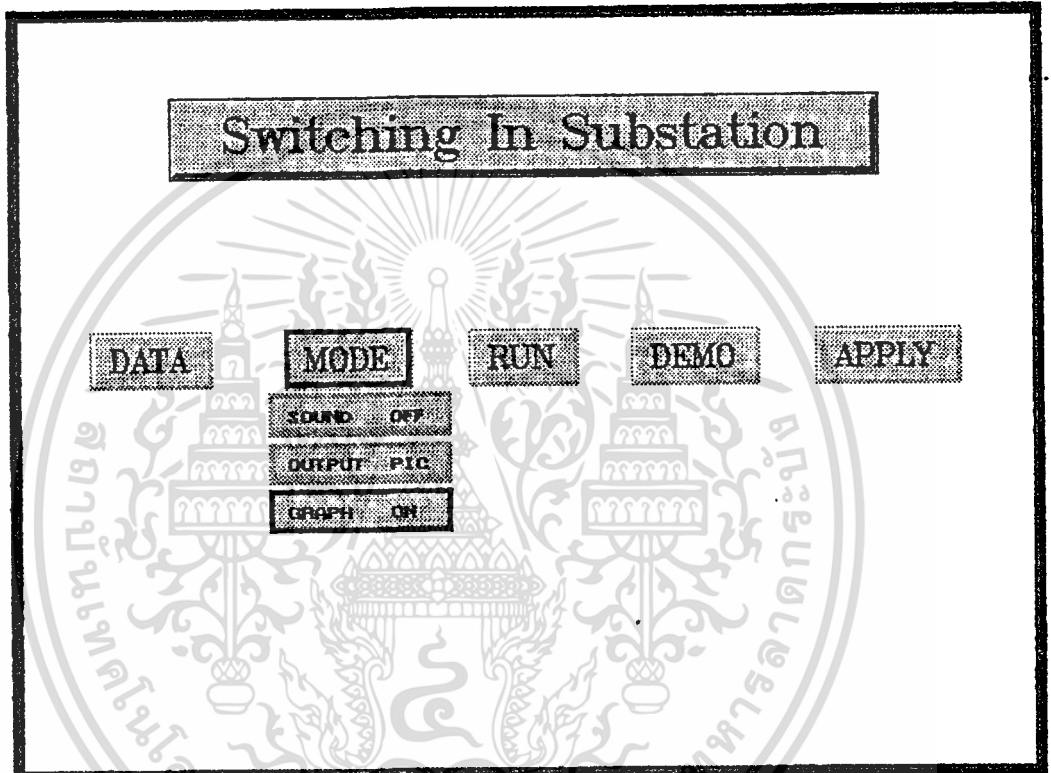 Switching In Substation
DATA MODE RUN DEMO APPLY
SOUND OFF
OUTPUT PIC
GRAPH ON